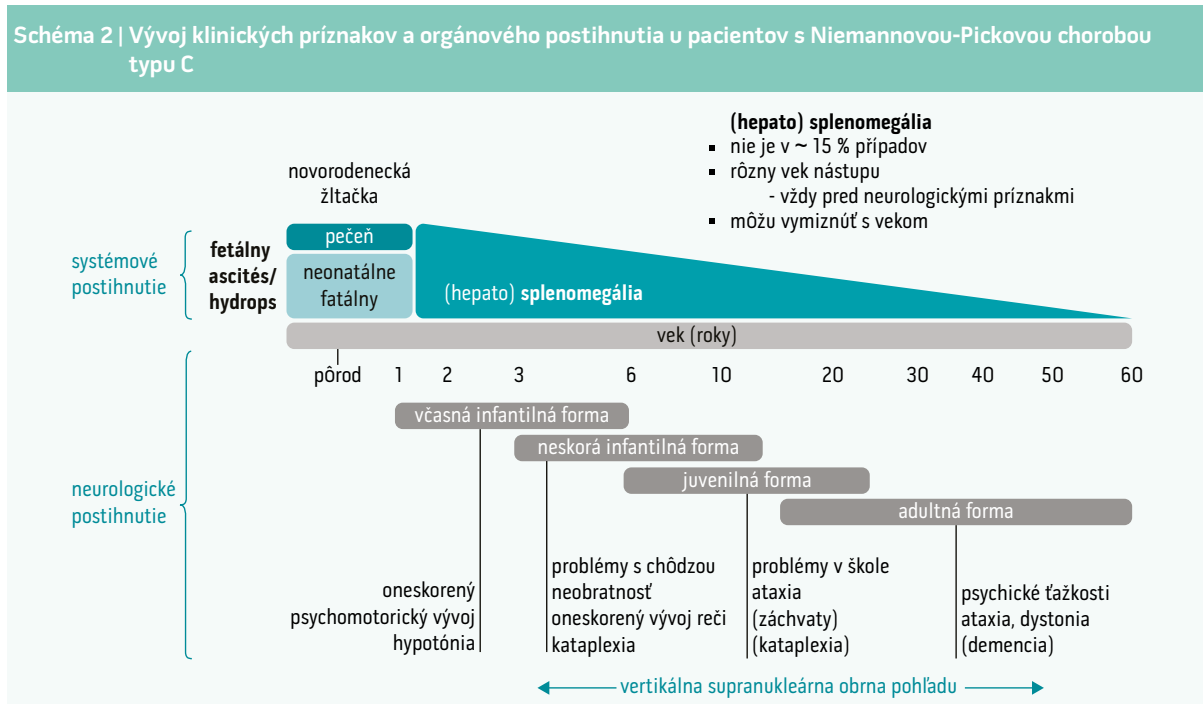 Schéma 2 | Vývoj klinických príznakov a orgánového postihnutia u pacientov s Niemannovou-Pickovou chorobou
typu C
(hepato) splenomegália
▪ nie je v ~ 15 % případov
▪ rôzny vek nástupu
- vždy pred neurologickými príznakmi
▪ môžu vymiznúť s vekom
novorodenecká
žltačka
systémové
postihnutie
fetálny
ascités/
hydrops
pečeň
neonatálne
fatálny
(hepato) splenomegália
vek (roky)
pôrod 1 2 3 6 10 20 30 40 50 60
neurologické
postihnutie
včasná infantilná forma
neskorá infantilná forma
juvenilná forma
adultná forma
oneskorený
psychomotorický vývoj
hypotónia
problémy s chôdzou
neobratnosť
oneskorený vývoj reči
kataplexia
problémy v škole
ataxia
(záchvaty)
(kataplexia)
psychické ťažkosti
ataxia, dystonia
(demencia)
vertikálna supranukleárna obrna pohľadu